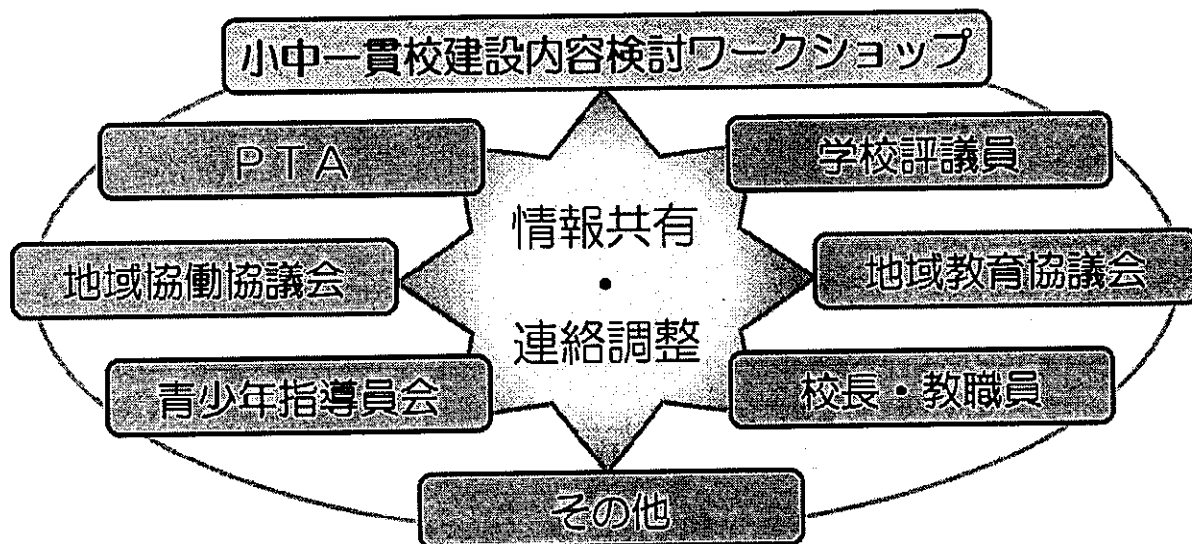 小中一貫校建設内容検討ワークショップ
PTA
学校評議員
情報共有
・
連絡調整
地域協働協議会
地域教育協議会
青少年指導員会
校長・教職員
その他